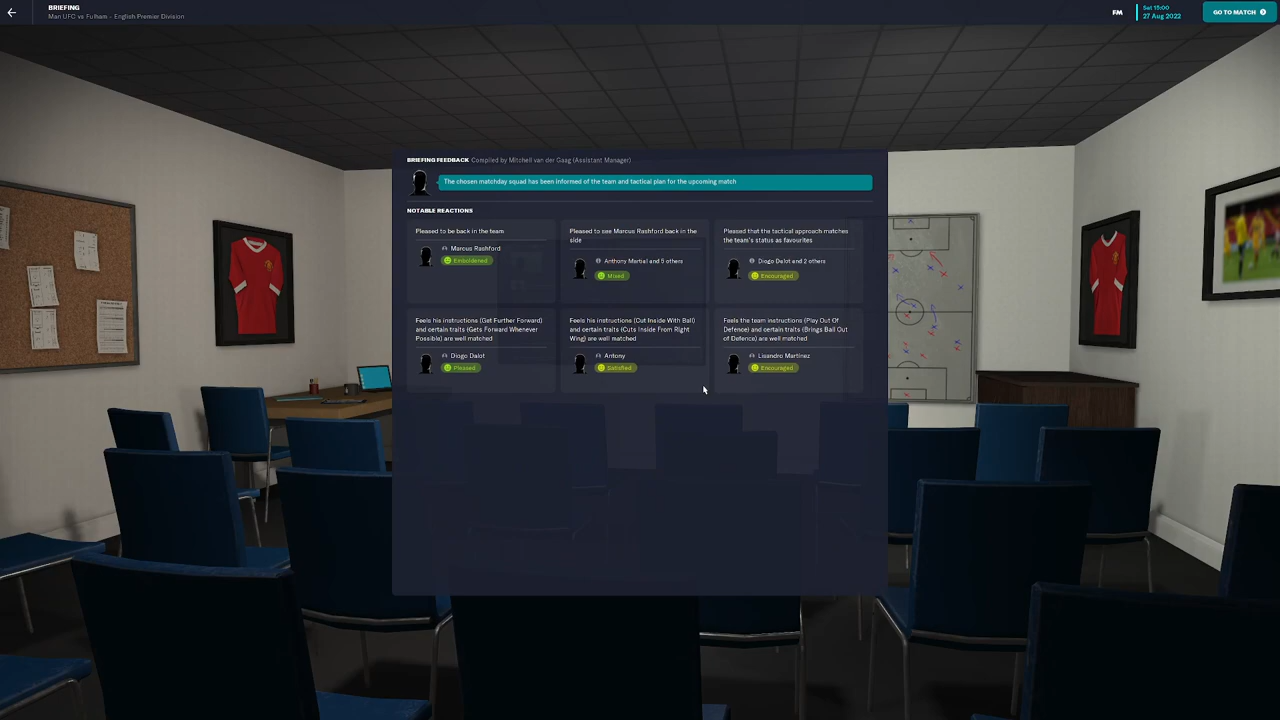 BRIEFING
Man UFC vs Fulham - English Premier Division
FM
Sat 15:00
27 Aug 2022
GO TO MATCH
BRIEFING FEEDBACK Compiled by Mitchell van der Gaag (Assistant Manager)
The chosen matchday squad has been informed of the team and tactical plan for the upcoming match
NOTABLE REACTIONS
Pleased to be back in the team
Marcus Rashford
Emboldened
Pleased to see Marcus Rashford back in the
side
Anthony Martial and 5 others
Mixed
Pleased that the tactical approach matches
the team's status as favourites
Diogo Dalot and 2 others
Encouraged
Feels his instructions (Get Further Forward)
and certain traits (Gets Forward Whenever
Possible) are well matched
Diogo Dalot
Pleased
Feels his instructions (Cut Inside With Ball)
and certain traits (Cuts Inside From Right
Wing) are well matched
Antony
Satisfied
Feels the team instructions (Play Out Of
Defence) and certain traits (Brings Ball Out
of Defence) are well matched
Lisandro Martínez
Encouraged